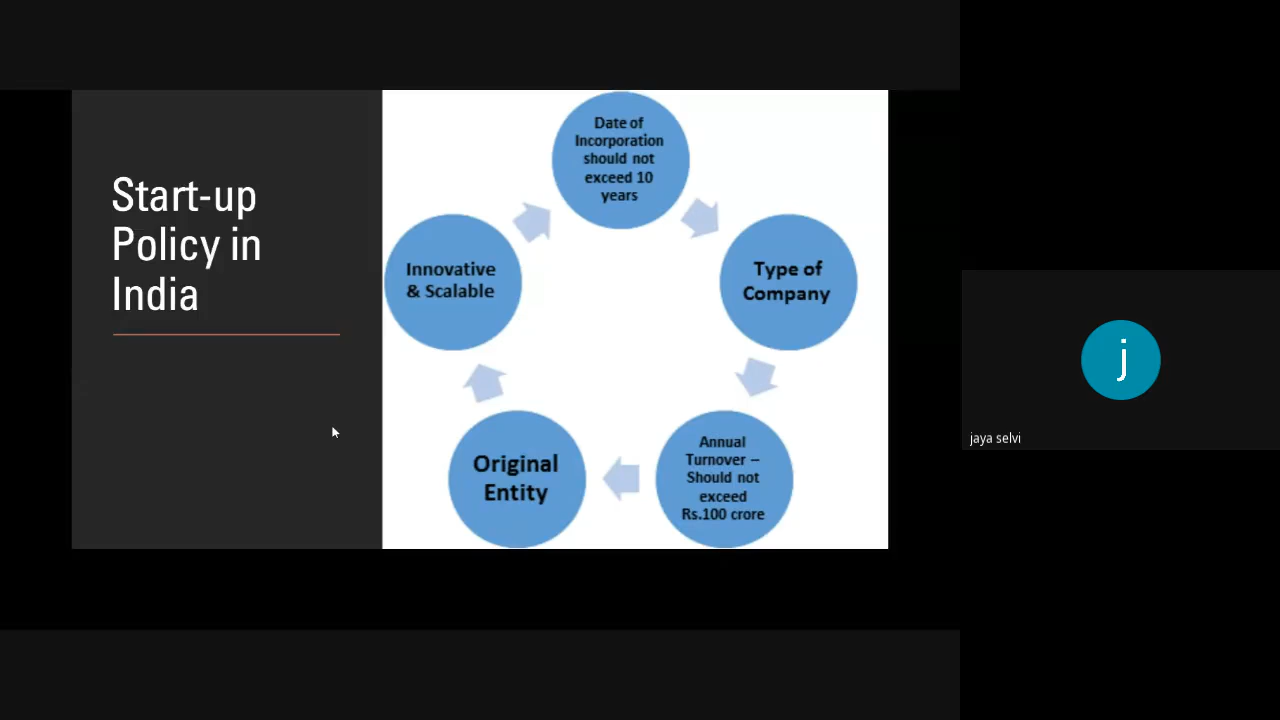 Start-up
Policy in
India
Date of
Incorporation
should not
exceed 10
years
Type of
Company
Annual
Turnover –
Should not
exceed
Rs.100 crore
Original
Entity
Innovative
& Scalable
j
jaya selvi